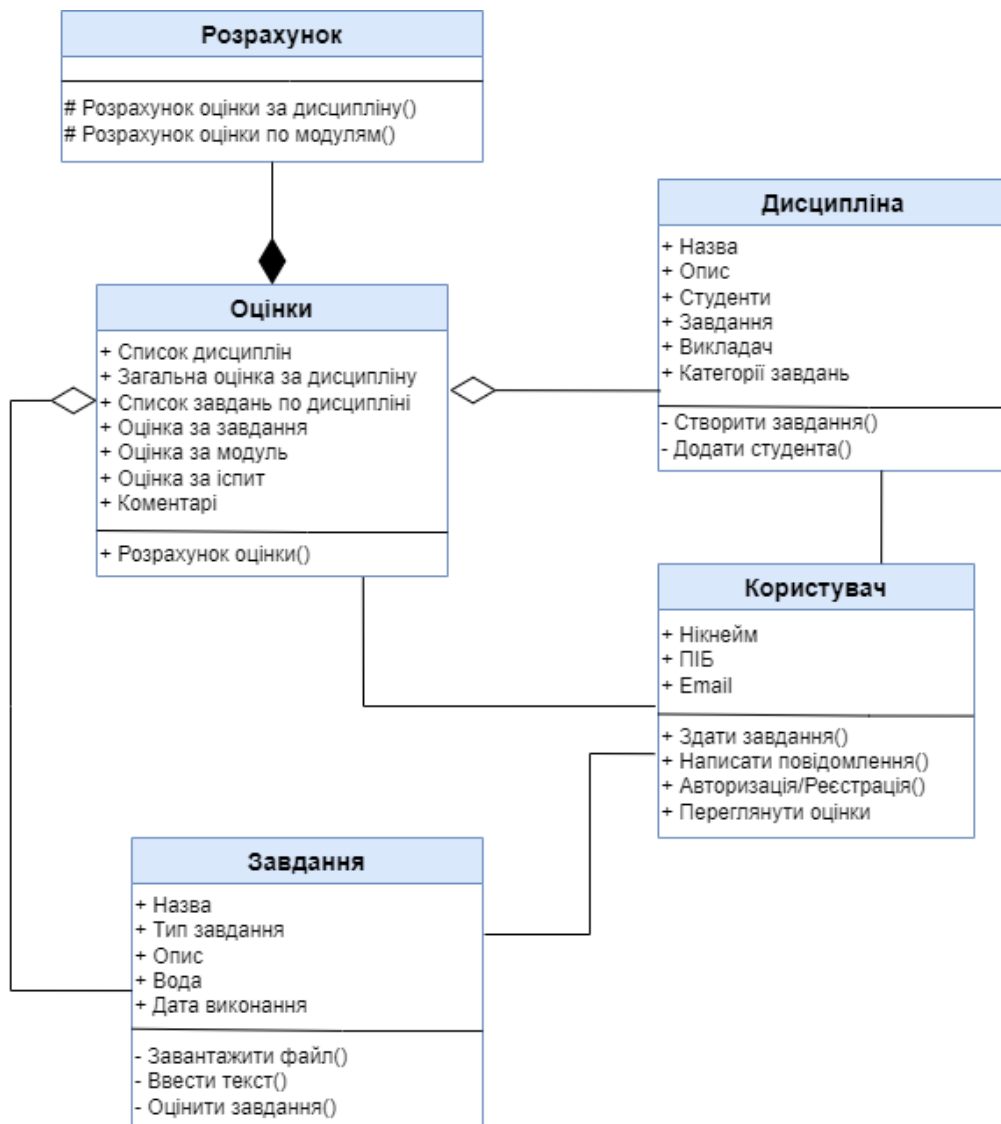 Розрахунок
# Розрахунок оцінки за дисципліну()
# Розрахунок оцінки по модулям()
Дисципліна
+ Назва
+ Опис
+ Студенти
+ Завдання
+ Викладач
+ Категорії завдань
- Створити завдання()
- Додати студента()
Оцінки
+ Список дисциплін
+ Загальна оцінка за дисципліну
+ Список завдань по дисципліні
+ Оцінка за завдання
+ Оцінка за модуль
+ Оцінка за іспит
+ Коментарі
+ Розрахунок оцінки()
Користувач
+ Нікнейм
+ ПІБ
+ Email
+ Здати завдання()
+ Написати повідомлення()
+ Авторизація/Реєстрація()
+ Переглянути оцінки
Завдання
+ Назва
+ Тип завдання
+ Опис
+ Вода
+ Дата виконання
- Завантажити файл()
- Ввести текст()
- Оцінити завдання()